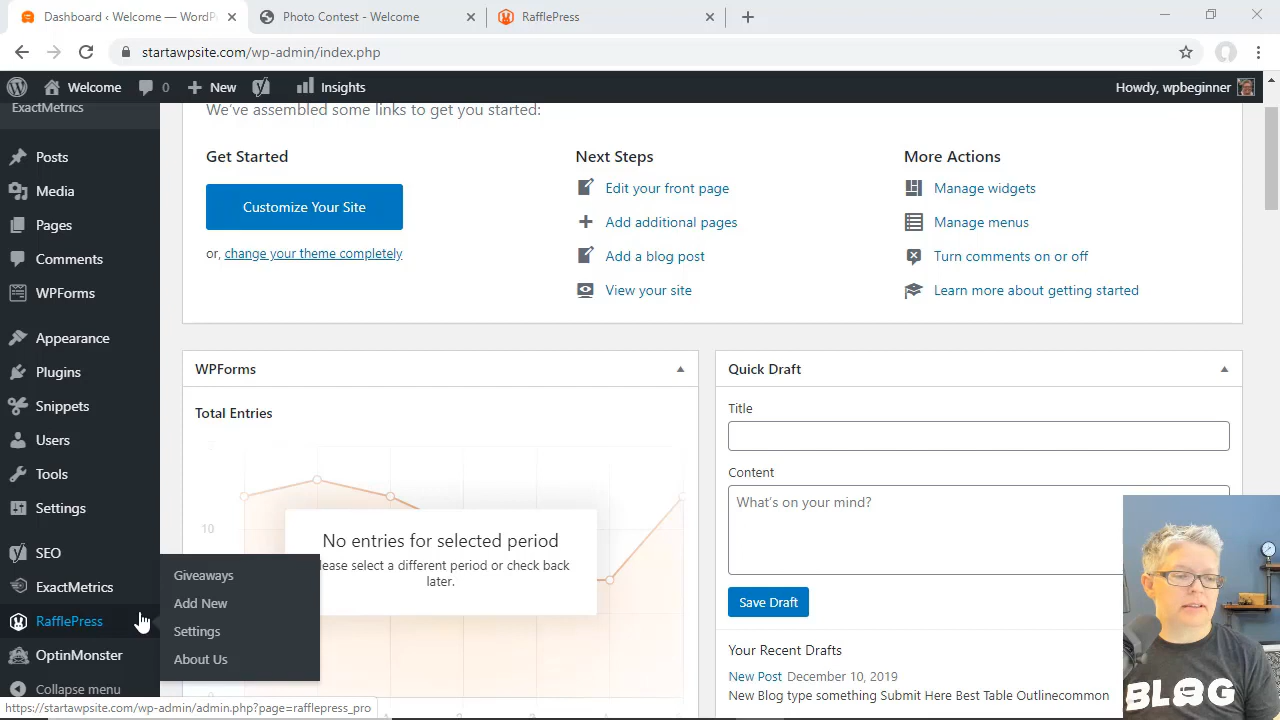 Dashboard ‹ Welcome — WordP
Photo Contest - Welcome
RafflePress
startawpsite.com/wp-admin/index.php
Welcome
0
New
Insights
Howdy, wpbeginner
ExactMetrics
We've assembled some links to get you started:
Posts
Media
Pages
Comments
WPForms
Appearance
Plugins
Snippets
Users
Tools
Settings
SEO
ExactMetrics
RafflePress
OptinMonster
Collapse menu
Giveaways
Add New
Settings
About Us
Get Started
Customize Your Site
or, change your theme completely
Next Steps
Edit your front page
Add additional pages
Add a blog post
View your site
More Actions
Manage widgets
Manage menus
Turn comments on or off
Learn more about getting started
WPForms
Total Entries
10
No entries for selected period
lease select a different period or check back
later.
Quick Draft
Title
Content
What's on your mind?
Save Draft
Your Recent Drafts
New Post December 10, 2019
New Blog type something Submit Here Best Table Outlinecommon
BLOG
https://startawpsite.com/wp-admin/admin.php?page=rafflepress_pro